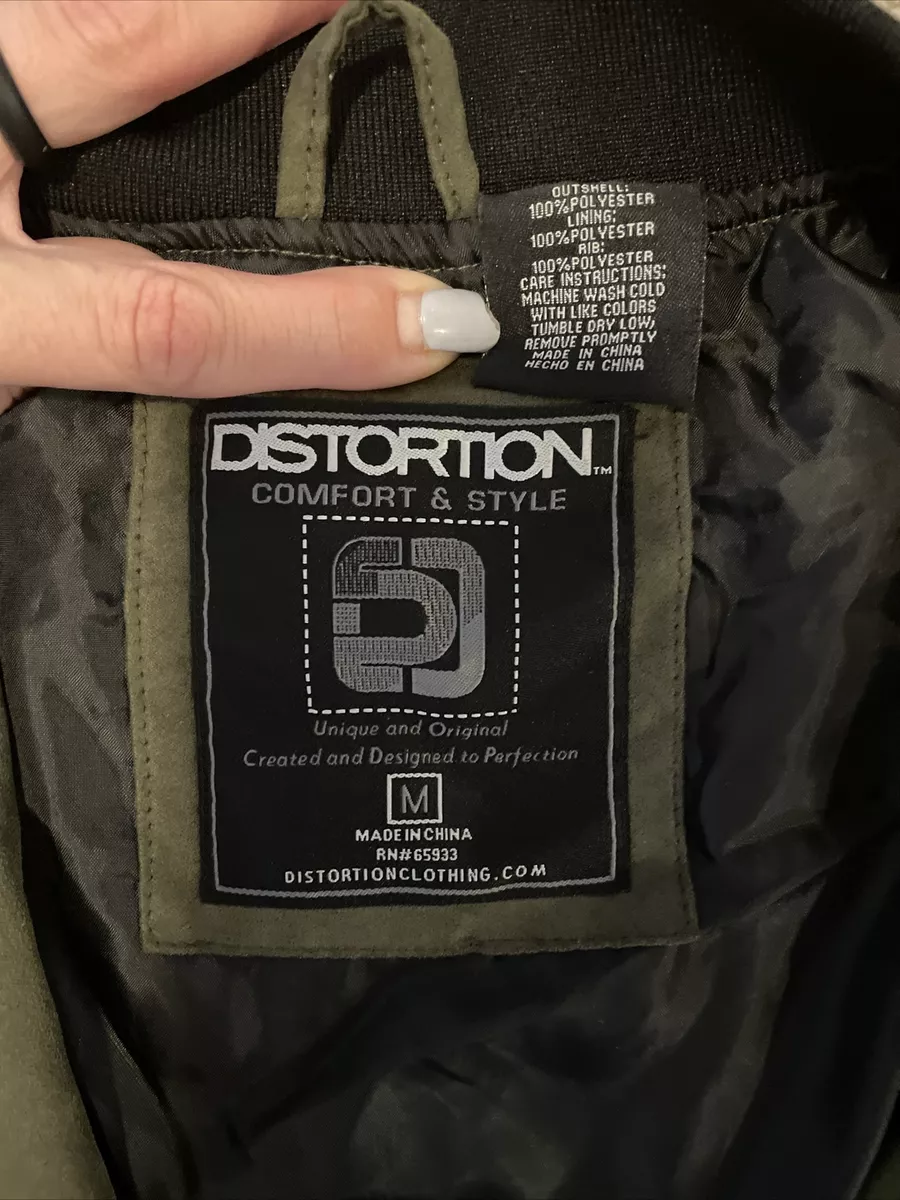 OUTSHELL:
100%POLYESTER
LINING:
100%POLYESTER
RIB:
100%POLYESTER
CARE INSTRUCTIONS:
MACHINE WASH COLD
WITH LIKE COLORS
TUMBLE DRY LOW,
REMOVE PROMPTLY
MADE IN CHINA
HECHO EN CHINA
DISTORTION™
COMFORT & STYLE
Unique and Original
Created and Designed to Perfection
M
MADE IN CHINA
RN#65933
DISTORTIONCLOTHING.COM